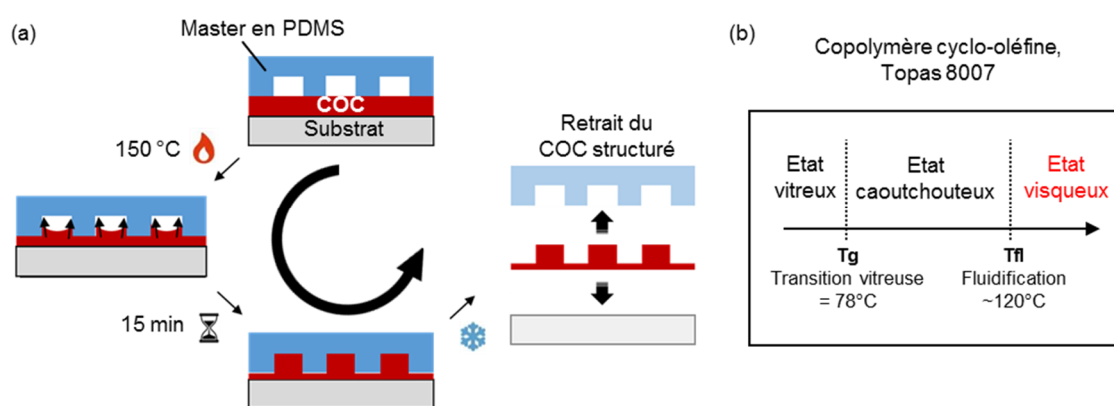 (a)
Master en PDMS
COC
Substrat
150 °C
15 min
Retrait du
COC structuré
(b)
Copolymère cyclo-oléfine,
Topas 8007
Etat
vitreux
Etat
caoutchouteux
Etat
visqueux
Tg
Transition vitreuse
= 78°C
Tfl
Fluidification
~120°C